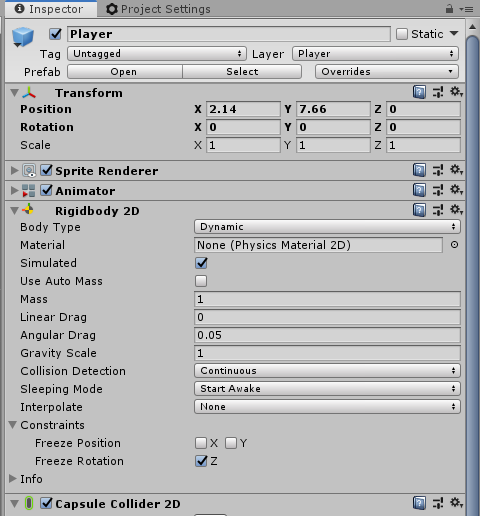 Inspector Project Settings
Player Static
Tag Untagged Layer Player
Prefab Open Select Overrides
Transform
Position X 2.14 Y 7.66 Z 0
Rotation X 0 Y 0 Z 0
Scale X 1 Y 1 Z 1
Sprite Renderer
Animator
Rigidbody 2D
Body Type Dynamic
Material None (Physics Material 2D)
Simulated
Use Auto Mass
Mass 1
Linear Drag 0
Angular Drag 0.05
Gravity Scale 1
Collision Detection Continuous
Sleeping Mode Start Awake
Interpolate None
Constraints
Freeze Position X Y
Freeze Rotation Z
Info
Capsule Collider 2D